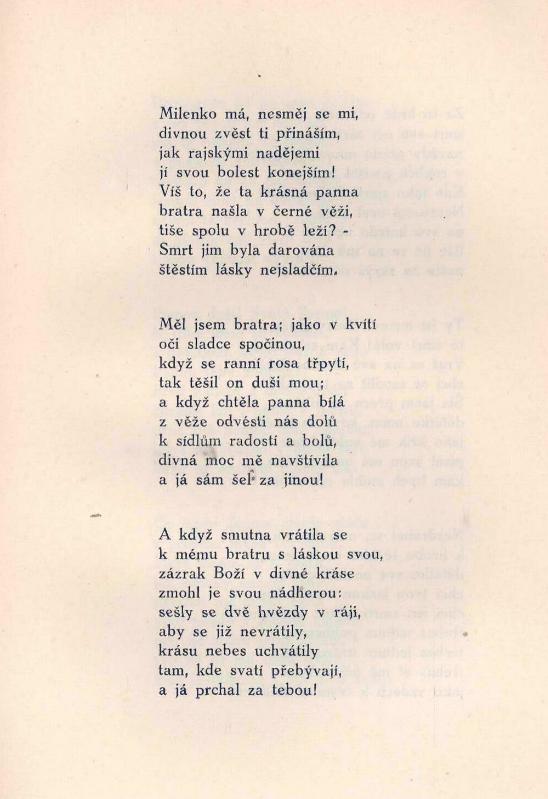 Milenko má, nesměj se mi,
divnou zvěst ti přináším,
jak rajskými nadějemi
jí svou bolest konejším!
Víš to, že ta krásná panna
bratra našla v černé věži,
tiše spolu v hrobě leží? -
Smrt jim byla darována
štěstím lásky nejsladčím.
Měl jsem bratra; jako v kvítí
očí sladce spočinou,
když se ranní rosa třpytí,
tak těšil on duši mou;
a když chtěla panna bílá
z věže odvésti nás dolů
k sídlům radostí a bolů,
divná moc mě navštívila
a já sám šel za jinou!
A když smutna vrátila se
k mému bratru s láskou svou,
zázrak Boží v divné kráse
zmohl je svou nádherou:
sešly se dvě hvězdy v ráji,
aby se již nevrátily,
krásu nebes uchvátily
tam, kde svatí přebývají,
a já prchal za tebou!